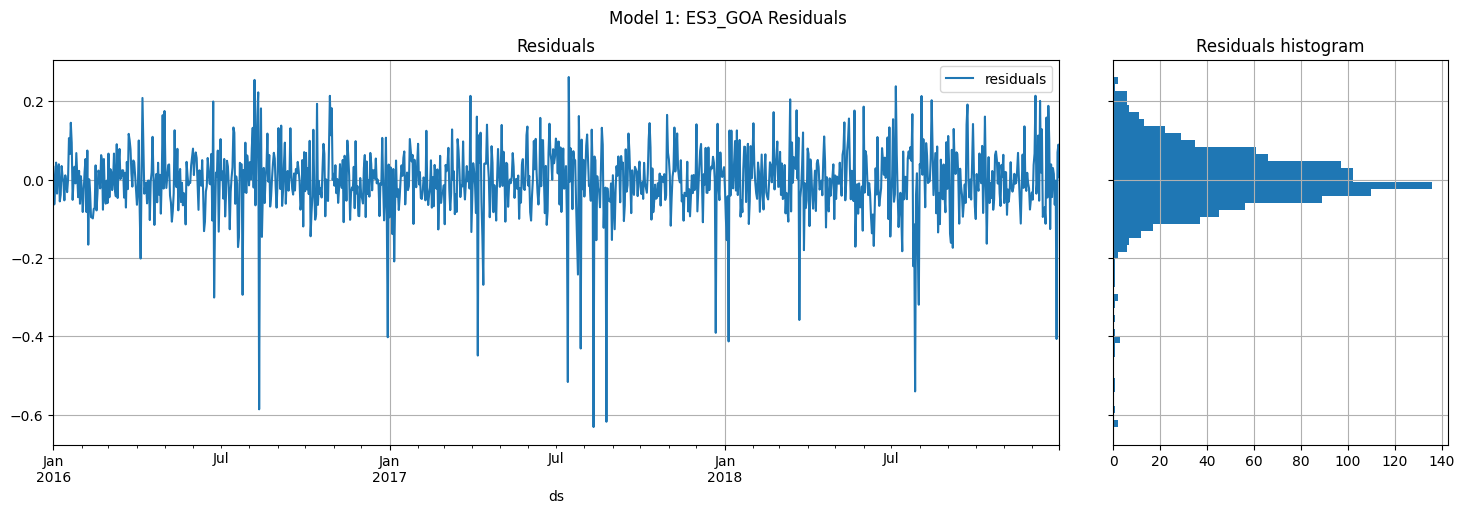 Model 1: ES3_GOA Residuals
Residuals
residuals
0.2
0.0
−0.2
−0.4
−0.6
Jan
2016
Jul
Jan
2017
Jul
Jan
2018
Jul
ds
Residuals histogram
0 20 40 60 80 100 120 140